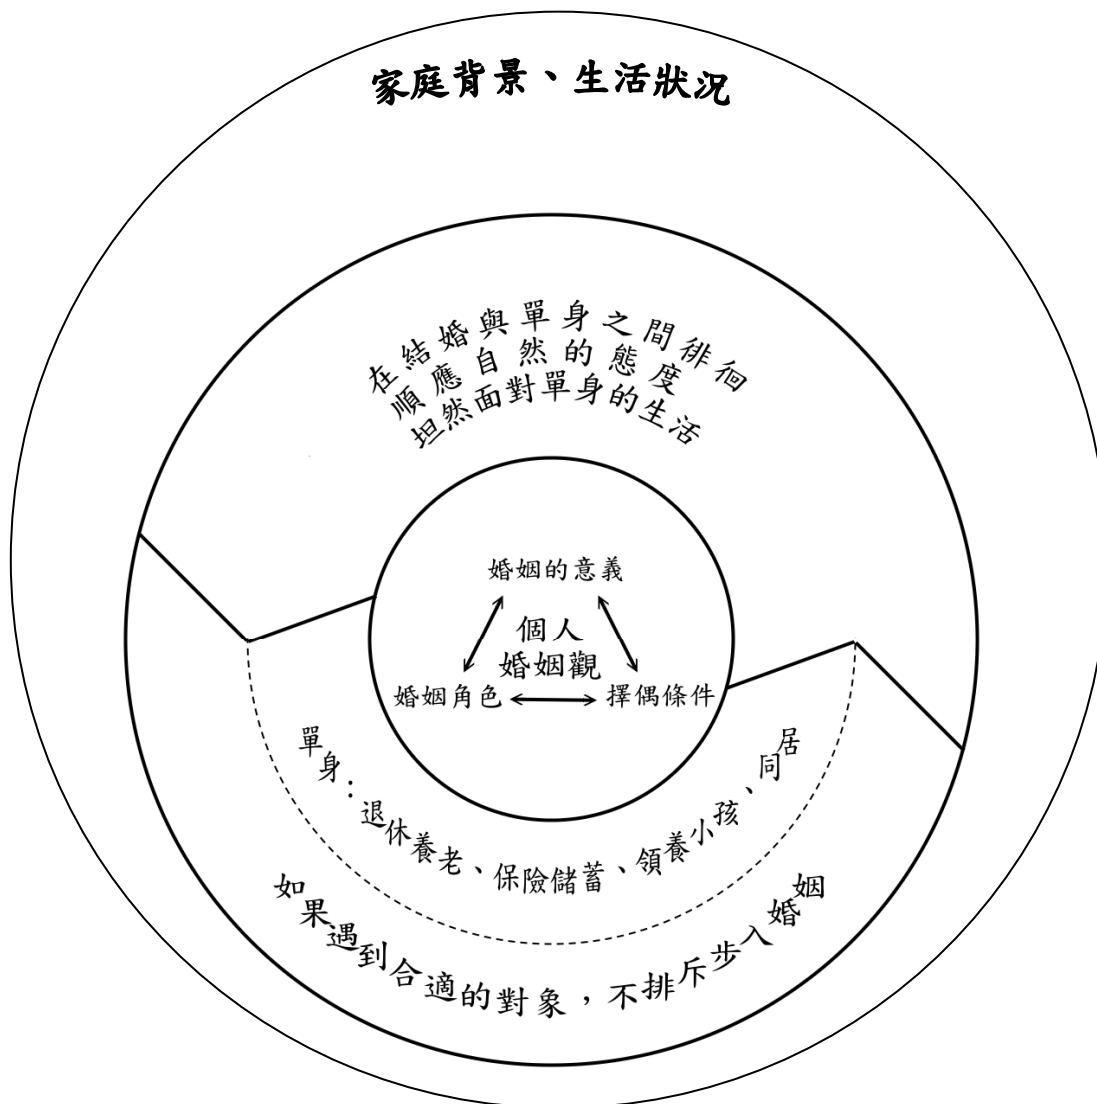 家庭背景、生活狀況
在結婚與單身之間徘徊
順應自然的態度
坦然面對單身的生活
婚姻的意義
個人
婚姻觀
婚姻角色
擇偶條件
單身：退休養老、保險儲蓄、領養小孩、同居
如果遇到合適的對象，不排斥步入婚姻